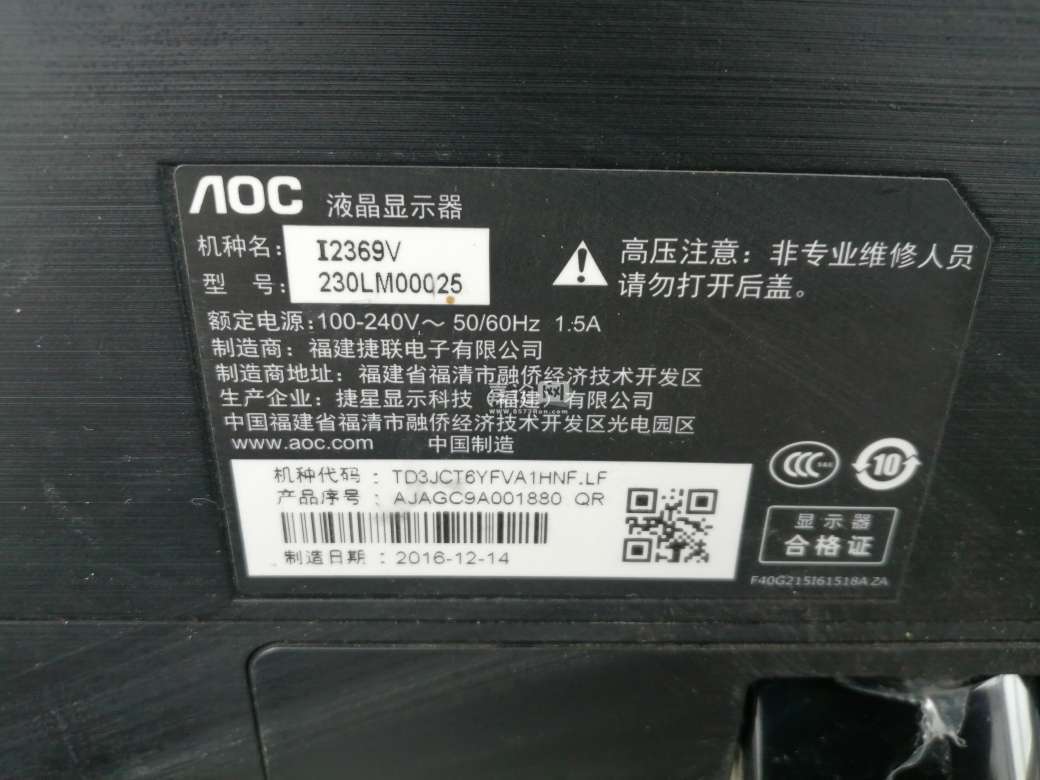 AOC 液晶显示器
机种名: I2369V
型 号: 230LM00025
高压注意: 非专业维修人员
请勿打开后盖。
额定电源:100-240V～ 50/60Hz 1.5A
制造商: 福建捷联电子有限公司
制造商地址: 福建省福清市融侨经济技术开发区
生产企业: 捷星显示科技(福建)有限公司
中国福建省福清市融侨经济技术开发区光电园区
www.aoc.com 中国制造
机种代码: TD3JCT6YFVA1HNF.LF
产品序号: AJAGC9A001880 QR
制造日期: 2016-12-14
CCC S&E
10
显示器
合格证
F40G215I61518A ZA